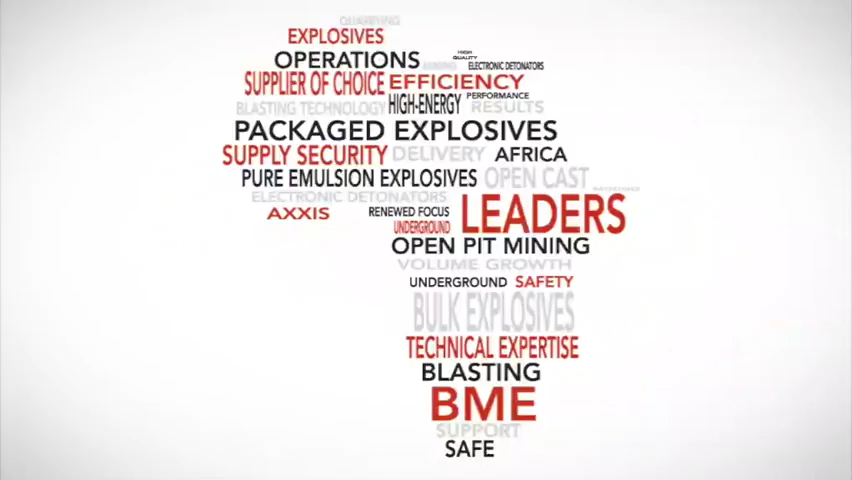 QUARRYING
EXPLOSIVES
HIGH
QUALITY
OPERATIONS
ELECTRONIC DETONATORS
SUPPLIER OF CHOICE EFFICIENCY
BLASTING TECHNOLOGY HIGH-ENERGY PERFORMANCE RESULTS
PACKAGED EXPLOSIVES
SUPPLY SECURITY DELIVERY AFRICA
PURE EMULSION EXPLOSIVES OPEN CAST
ELECTRONIC DETONATORS
AXXIS RENEWED FOCUS LEADERS
UNDERGROUND
OPEN PIT MINING
VOLUME GROWTH
UNDERGROUND SAFETY
BULK EXPLOSIVES
TECHNICAL EXPERTISE
BLASTING
BME
SUPPORT
SAFE